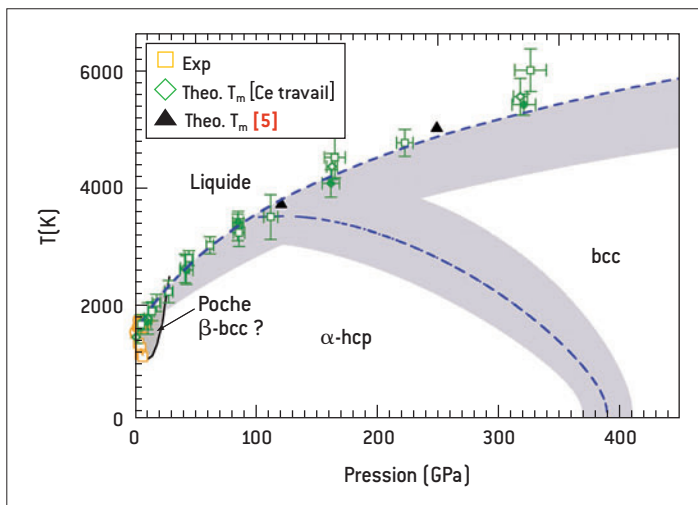 6000
4000
2000
0
T(K)
Exp
Theo. Tm [Ce travail]
Theo. Tm [5]
Liquide
bcc
Poche
β-bcc ?
α-hcp
0 100 200 300 400
Pression (GPa)